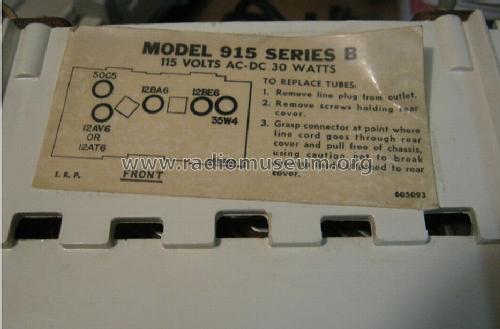 MODEL 915 SERIES B
115 VOLTS AC-DC 30 WATTS
50C5
12BA6
12BE6
12AV6
OR
12AT6
35W4
TO REPLACE TUBES:
1. Remove line plug from outlet.
2. Remove screws holding rear
cover.
3. Grasp connector at point where
line cord goes through rear
cover and pull free of chassis,
using caution not to break
cover.
I.R.P.
FRONT
605093
www.radiomuseum.org